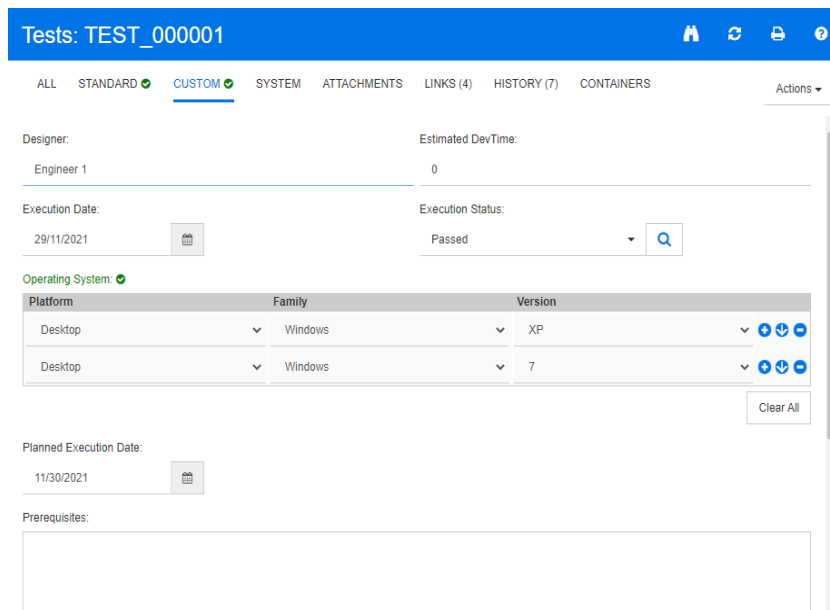 Tests: TEST_000001
ALL STANDARD CUSTOM SYSTEM ATTACHMENTS LINKS (4) HISTORY (7) CONTAINERS
Actions
Designer: Estimated DevTime:
Engineer 1 0
Execution Date: Execution Status:
29/11/2021 Passed
Operating System:
Platform Family Version
Desktop Windows XP
Desktop Windows 7
Clear All
Planned Execution Date:
11/30/2021
Prerequisites: